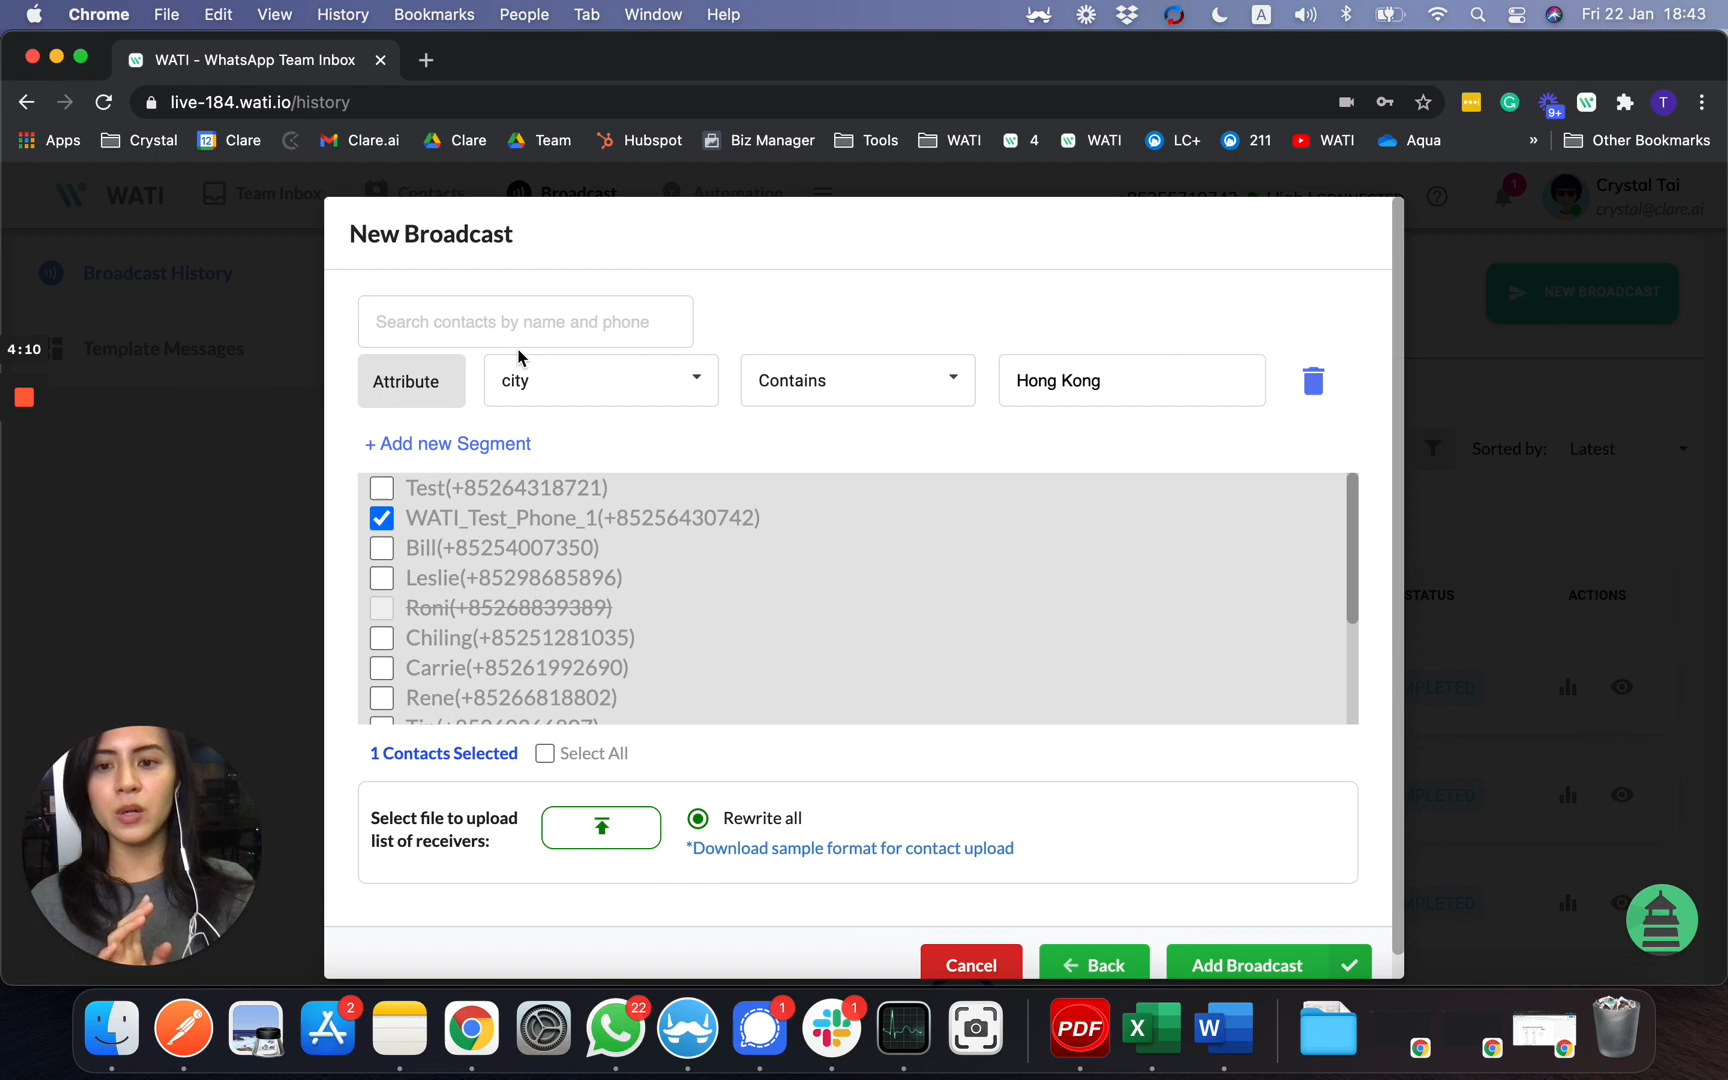 Chrome File Edit View History Bookmarks People Tab Window Help A Fri 22 Jan 18:43
WATI - WhatsApp Team Inbox
live-184.wati.io/history
9+ T
Apps Crystal 12 Clare Clare.ai Clare Team Hubspot Biz Manager Tools WATI 4 WATI LC+ 211 WATI Aqua » Other Bookmarks
WATI Team Inbox Contacts Broadcast Automation 1 Crystal Tai
crystal@clare.ai
New Broadcast
Broadcast History
NEW BROADCAST
Search contacts by name and phone
4:10 Template Messages
Attribute city Contains Hong Kong
+ Add new Segment
Sorted by: Latest
Test(+85264318721)
WATI_Test_Phone_1(+85256430742)
Bill(+85254007350)
Leslie(+85298685896)
STATUS ACTIONS
Roni(+85268839389)
Chiling(+85251281035)
Carrie(+85261992690)
Rene(+85266818802)
1 Contacts Selected Select All
Select file to upload
list of receivers:
Rewrite all
*Download sample format for contact upload
Cancel Back Add Broadcast
2 22 1 1
PDF X W